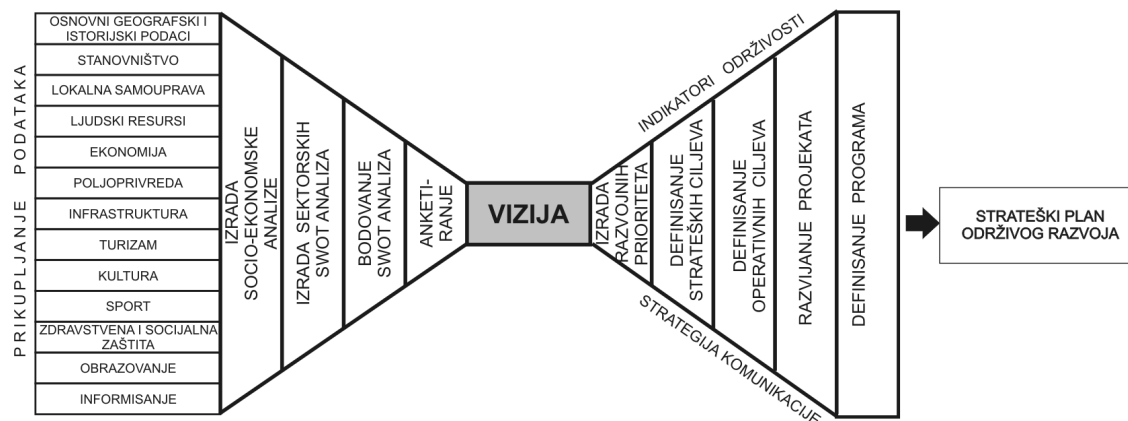 PRIKUPLJANJE PODATAKA
OSNOVNI GEOGRAFSKI I
ISTORIJSKI PODACI
STANOVNIŠTVO
LOKALNA SAMOUPRAVA
LJUDSKI RESURSI
EKONOMIJA
POLJOPRIVREDA
INFRASTRUKTURA
TURIZAM
KULTURA
SPORT
ZDRAVSTVENA I SOCIJALNA
ZAŠTITA
OBRAZOVANJE
INFORMISANJE
IZRADA
SOCIO-EKONOMSKE
ANALIZE
IZRADA SEKTORSKIH
SWOT ANALIZA
BODOVANJE
SWOT ANALIZA
ANKETI-
RANJE
VIZIJA
INDIKATORI ODRŽIVOSTI
IZRADA
RAZVOJNIH
PRIORITETA
DEFINISANJE
STRATEŠKIH CILJEVA
DEFINISANJE
OPERATIVNIH CILJEVA
RAZVIJANJE PROJEKATA
DEFINISANJE PROGRAMA
STRATEGIJA KOMUNIKACIJE
STRATEŠKI PLAN
ODRŽIVOG RAZVOJA